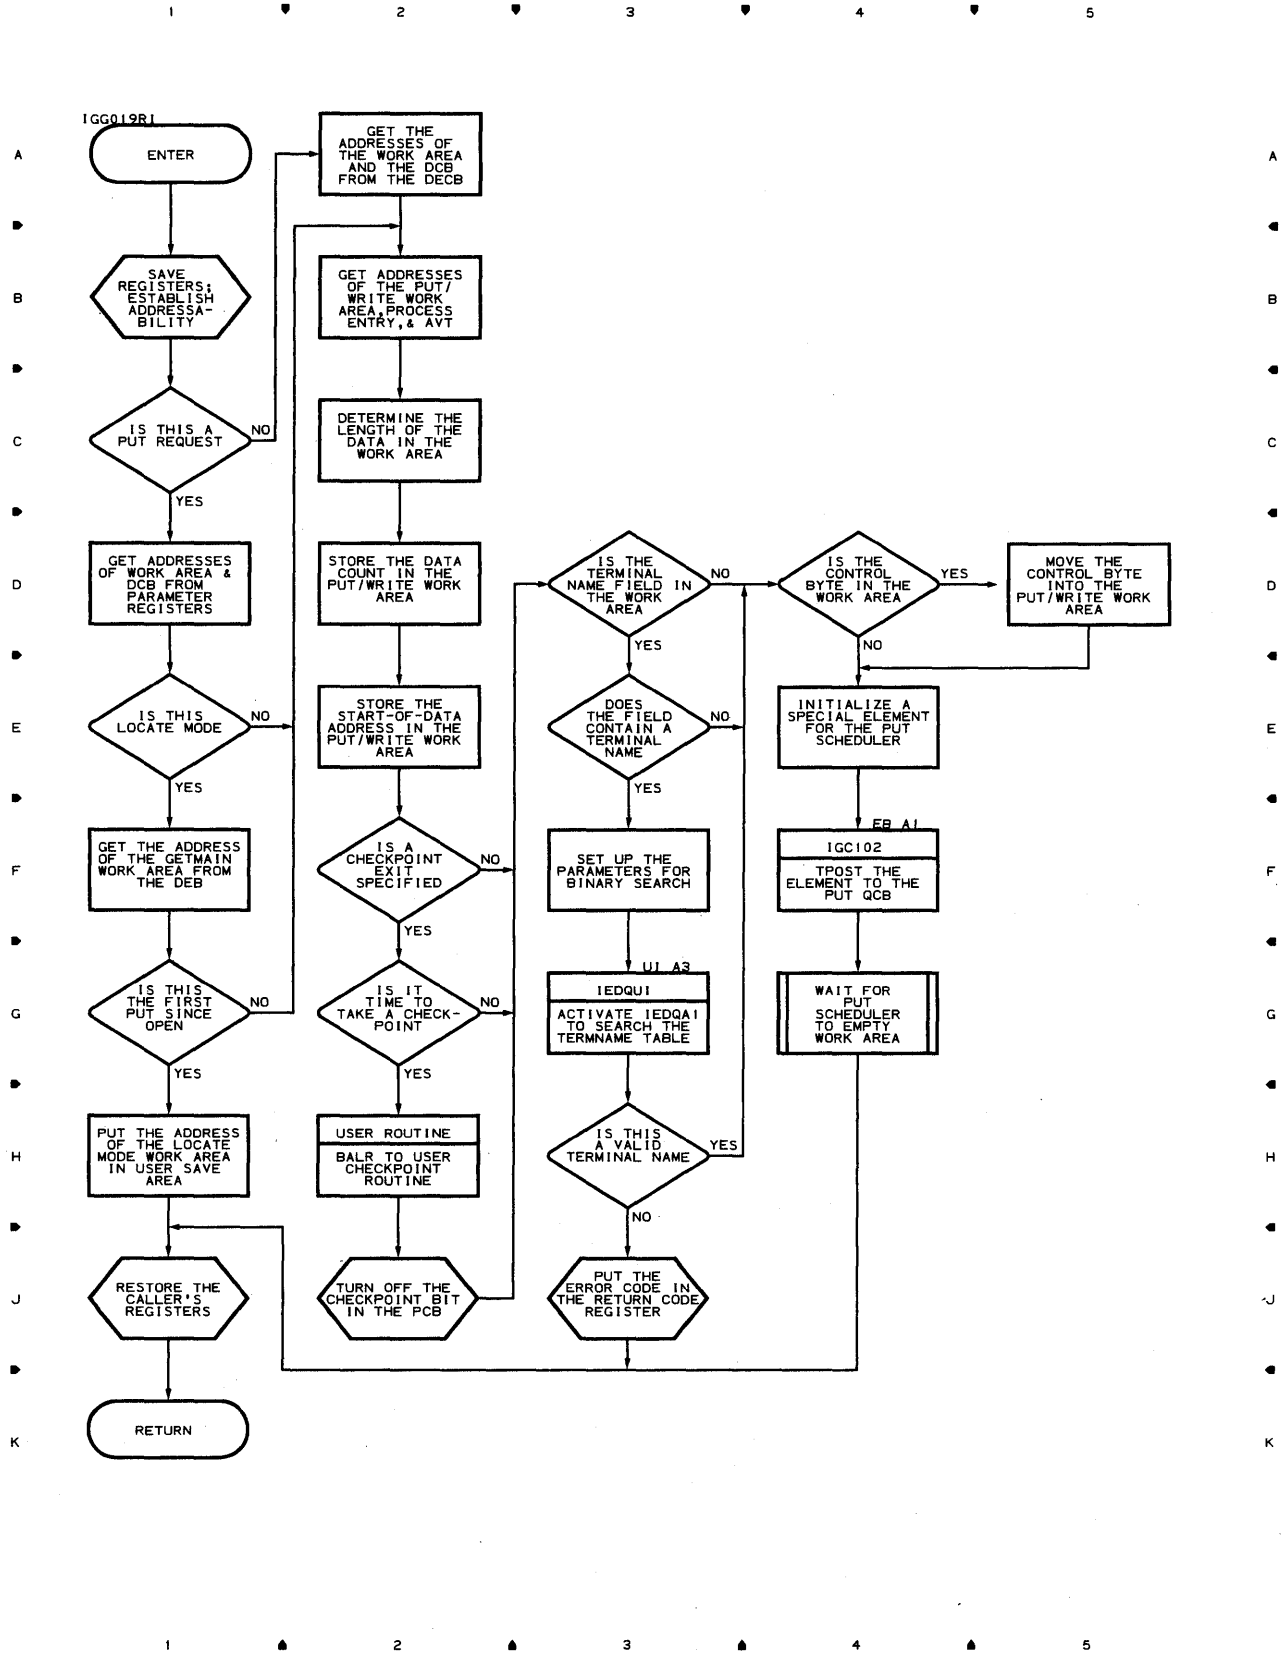 1 2 3 4 5
IGG019R1
A
ENTER
GET THE
ADDRESSES OF
THE WORK AREA
AND THE DCB
FROM THE DECB
A
B
SAVE
REGISTERS;
ESTABLISH
ADDRESSA-
BILITY
GET ADDRESSES
OF THE PUT/
WRITE WORK
AREA,PROCESS
ENTRY,& AVT
B
C
IS THIS A
PUT REQUEST
NO
YES
DETERMINE THE
LENGTH OF THE
DATA IN THE
WORK AREA
C
D
GET ADDRESSES
OF WORK AREA &
DCB FROM
PARAMETER
REGISTERS
STORE THE DATA
COUNT IN THE
PUT/WRITE WORK
AREA
IS THE
TERMINAL
NAME FIELD IN
THE WORK
AREA
NO
YES
IS THE
CONTROL
BYTE IN THE
WORK AREA
YES
NO
MOVE THE
CONTROL BYTE
INTO THE
PUT/WRITE WORK
AREA
D
E
IS THIS
LOCATE MODE
NO
YES
STORE THE
START-OF-DATA
ADDRESS IN THE
PUT/WRITE WORK
AREA
DOES
THE FIELD
CONTAIN A
TERMINAL
NAME
NO
YES
INITIALIZE A
SPECIAL ELEMENT
FOR THE PUT
SCHEDULER
E
F
GET THE ADDRESS
OF THE GETMAIN
WORK AREA FROM
THE DEB
IS A
CHECKPOINT
EXIT
SPECIFIED
NO
YES
SET UP THE
PARAMETERS FOR
BINARY SEARCH
EB A1
IGC102
TPOST THE
ELEMENT TO THE
PUT QCB
F
G
IS THIS
THE FIRST
PUT SINCE
OPEN
NO
YES
IS IT
TIME TO
TAKE A CHECK-
POINT
NO
YES
U1 A3
IEDQU1
ACTIVATE IEDQA1
TO SEARCH THE
TERMNAME TABLE
WAIT FOR
PUT
SCHEDULER
TO EMPTY
WORK AREA
G
H
PUT THE ADDRESS
OF THE LOCATE
MODE WORK AREA
IN USER SAVE
AREA
USER ROUTINE
BALR TO USER
CHECKPOINT
ROUTINE
IS THIS
A VALID
TERMINAL NAME
YES
NO
H
J
RESTORE THE
CALLER'S
REGISTERS
TURN OFF THE
CHECKPOINT BIT
IN THE PCB
PUT THE
ERROR CODE IN
THE RETURN CODE
REGISTER
J
K
RETURN
K
1 2 3 4 5